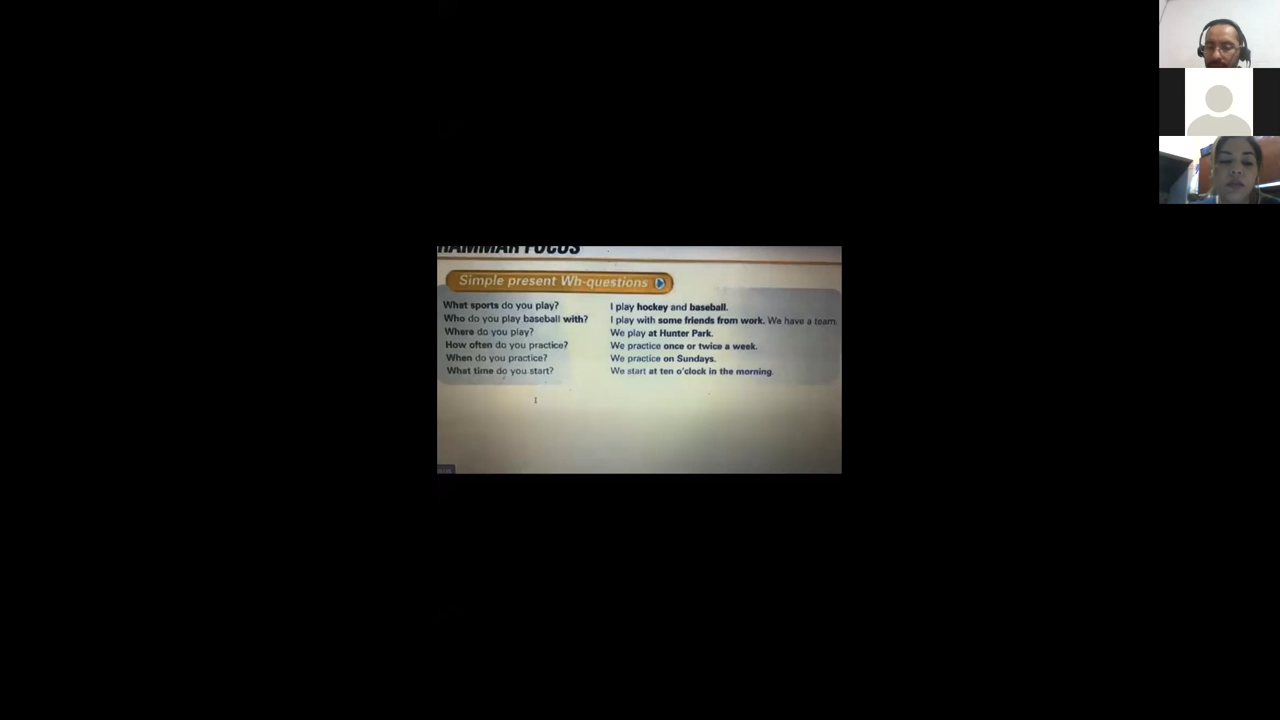 GRAMMAR FOCUS
Simple present Wh-questions
What sports do you play? I play hockey and baseball.
Who do you play baseball with? I play with some friends from work. We have a team.
Where do you play? We play at Hunter Park.
How often do you practice? We practice once or twice a week.
When do you practice? We practice on Sundays.
What time do you start? We start at ten o'clock in the morning.